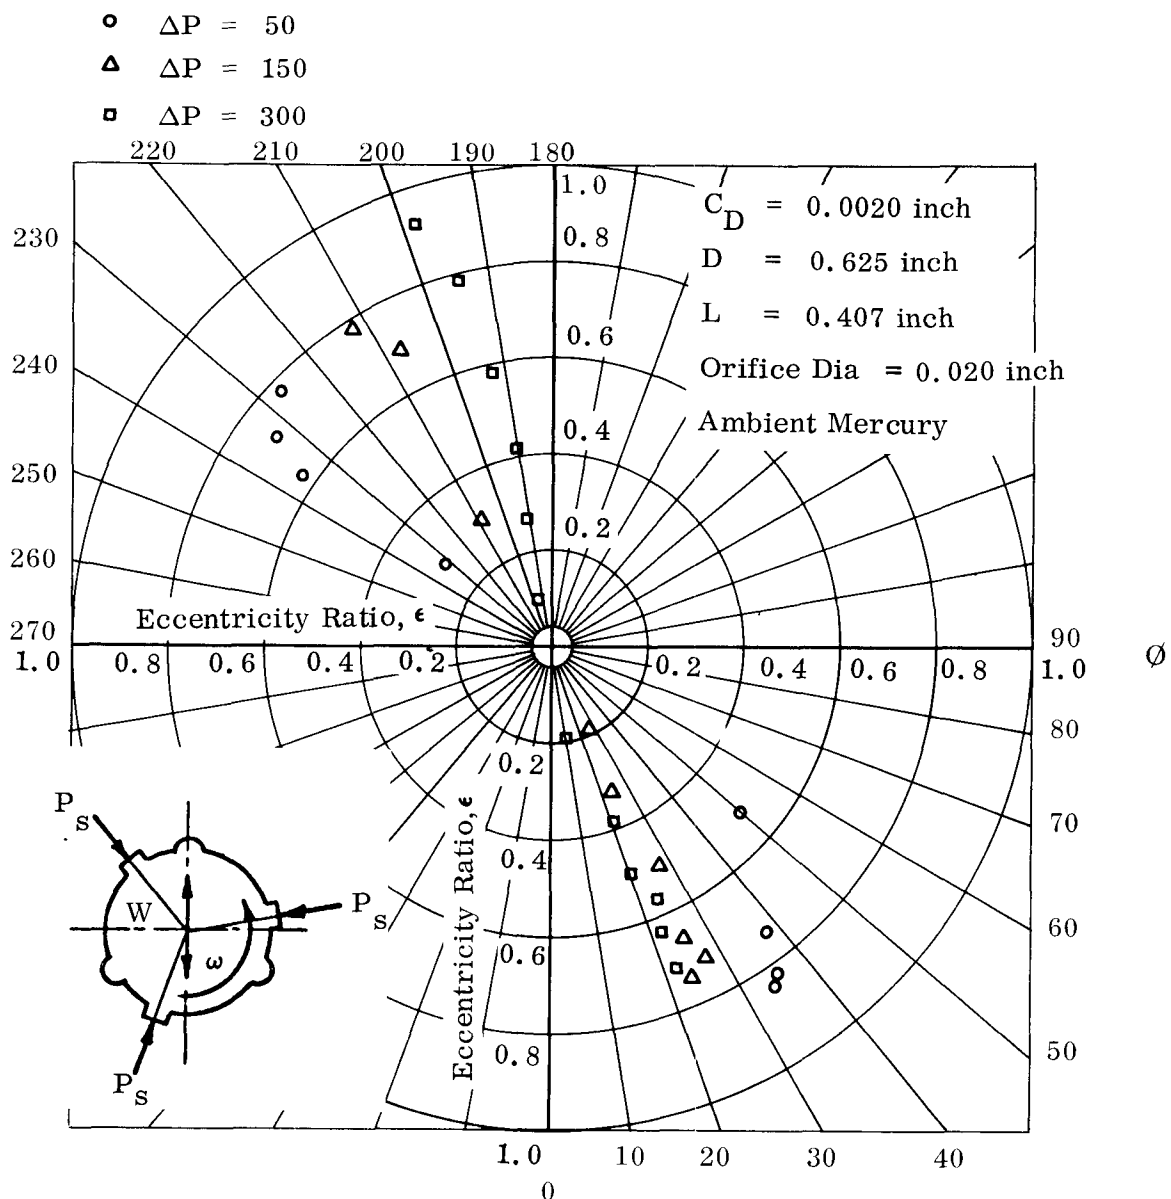 ΔP = 50
ΔP = 150
ΔP = 300
220 210 200 190 180
230
240
250
260
270
1.0
0.8
0.6
0.4
0.2
C_D = 0.0020 inch
D = 0.625 inch
L = 0.407 inch
Orifice Dia = 0.020 inch
Ambient Mercury
Eccentricity Ratio, ϵ
1.0 0.8 0.6 0.4 0.2 0.2 0.4 0.6 0.8 1.0
90
Ø
80
70
60
50
0.2
0.4
0.6
0.8
1.0
Eccentricity Ratio, ϵ
P_s
P_s
P_s
W
ω
10 20 30 40
0